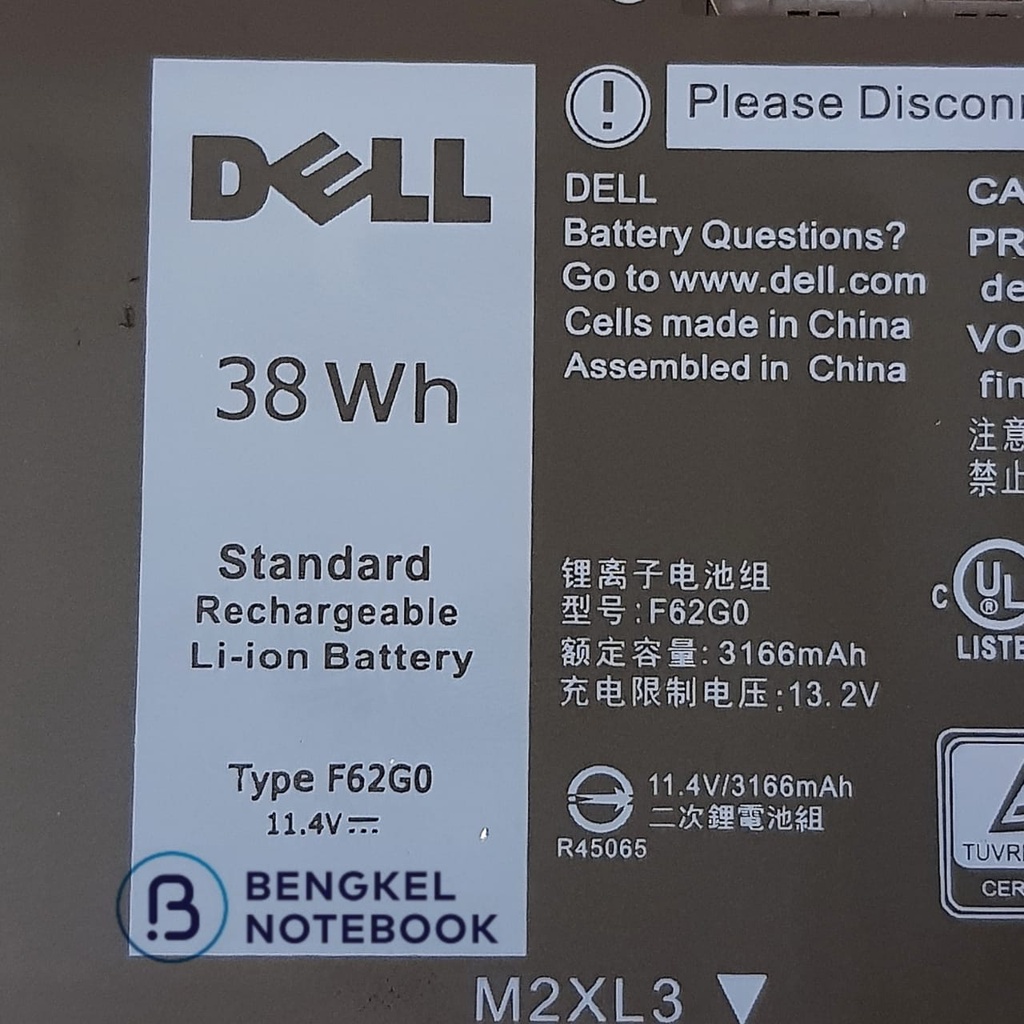 DELL
38 Wh
Standard
Rechargeable
Li-ion Battery
Type F62G0
11.4V⎓
B BENGKEL
NOTEBOOK
! Please Disconn
DELL
Battery Questions?
Go to www.dell.com
Cells made in China
Assembled in China
锂离子电池组
型号:F62G0
额定容量:3166mAh
充电限制电压:13.2V
11.4V/3166mAh
二次鋰電池組
R45065
CA
PR
de
VO
fin
注意
禁止
C UL ®
LISTE
TUVR
CER
M2XL3